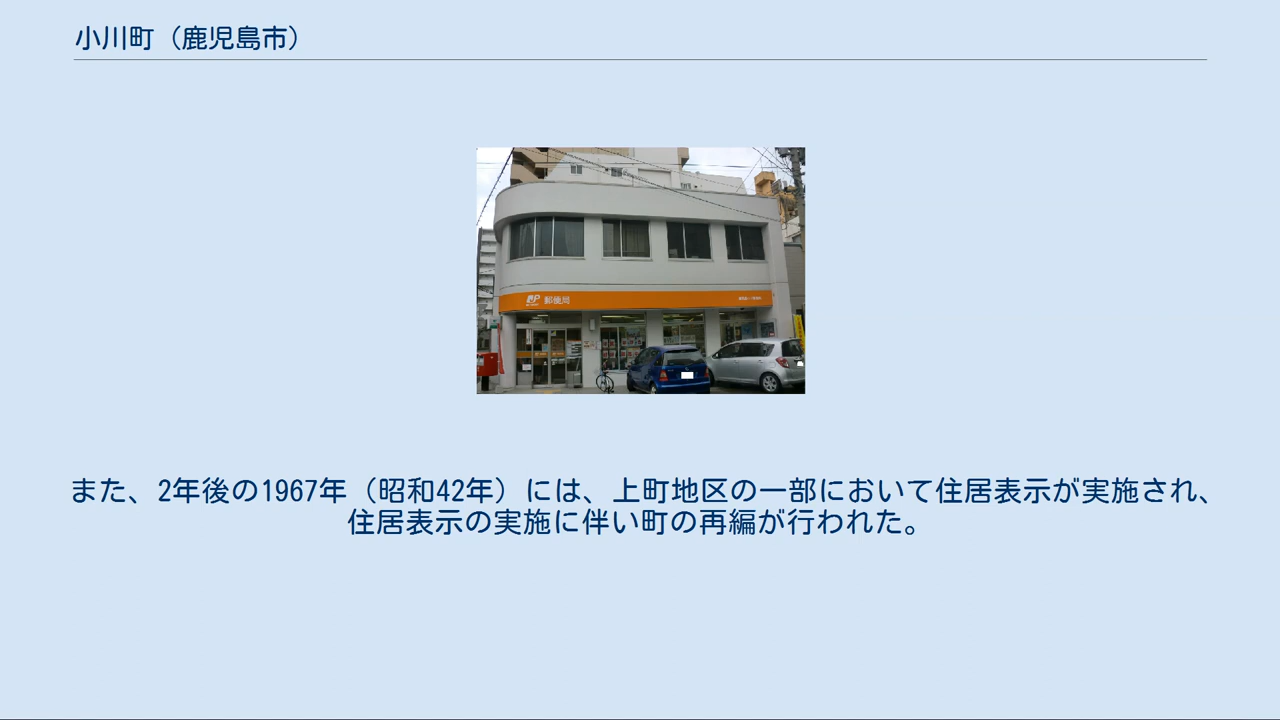 小川町（鹿児島市）
JP 郵便局
また、2年後の1967年（昭和42年）には、上町地区の一部において住居表示が実施され、
住居表示の実施に伴い町の再編が行われた。